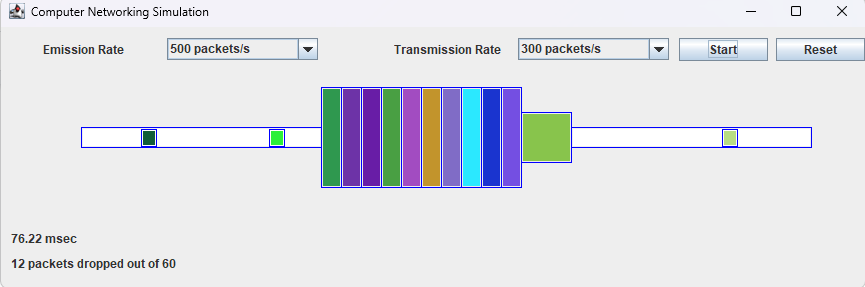 Computer Networking Simulation
Emission Rate 500 packets/s Transmission Rate 300 packets/s Start Reset
76.22 msec
12 packets dropped out of 60